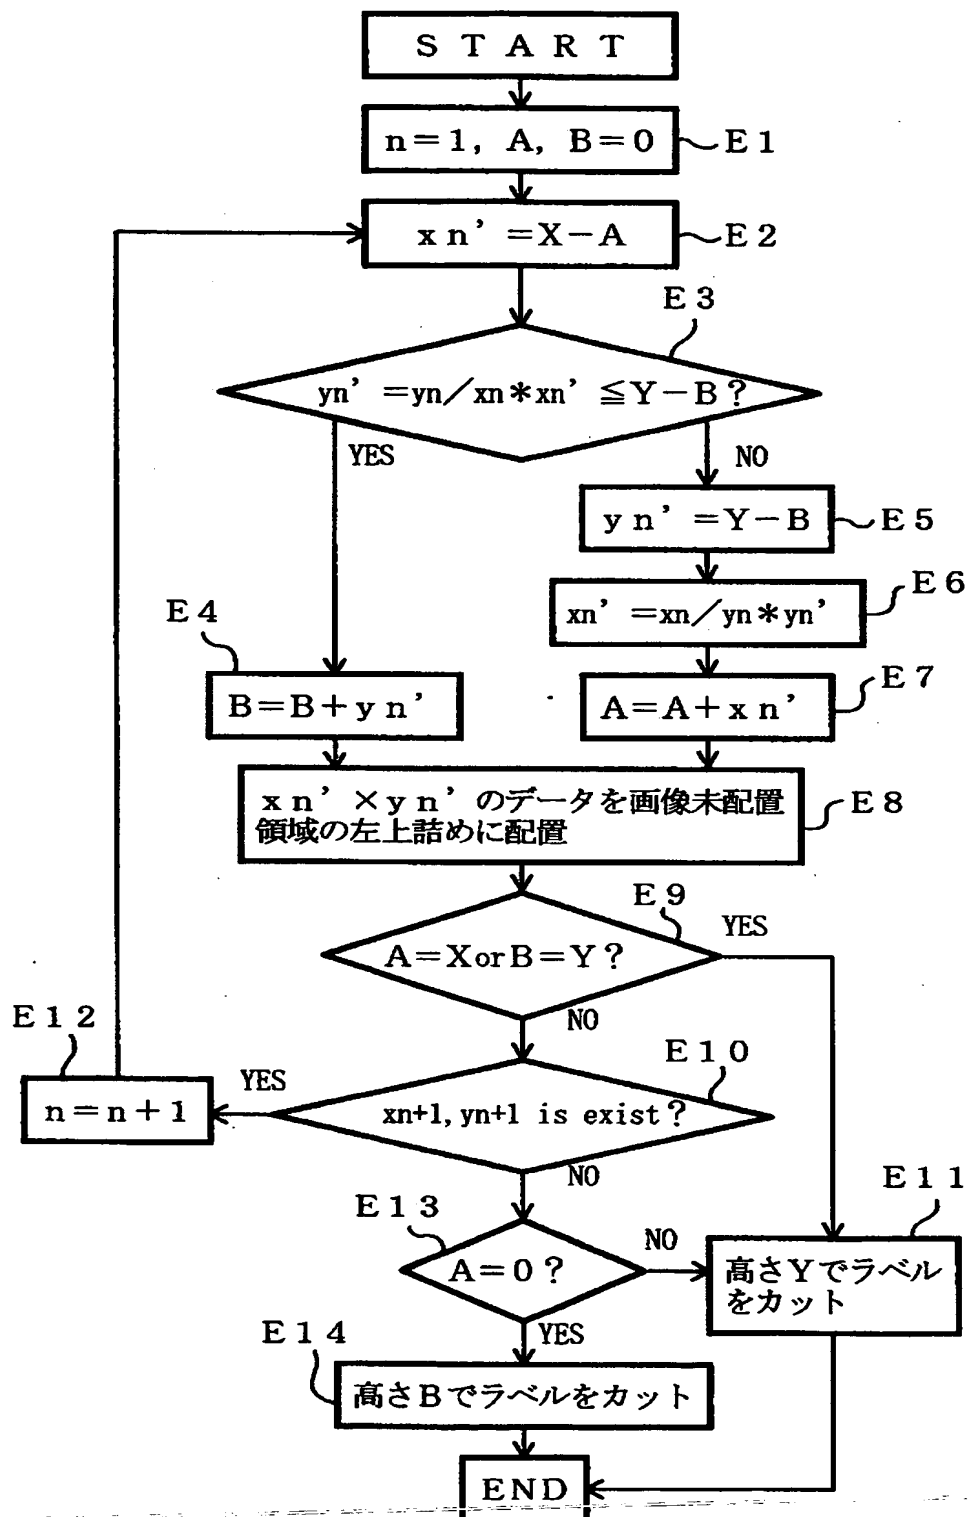 START
n=1, A, B=0
E1
xn'=X-A
E2
E3
yn'=yn/xn*xn'≦Y-B?
YES
NO
yn'=Y-B
E5
xn'=xn/yn*yn'
E6
E4
B=B+yn'
A=A+xn'
E7
xn'×yn'のデータを画像未配置
領域の左上詰めに配置
E8
E9
A=XorB=Y?
YES
NO
E12
n=n+1
YES
E10
xn+1,yn+1 is exist?
NO
E13
A=0?
NO
E11
高さYでラベル
をカット
YES
E14
高さBでラベルをカット
END